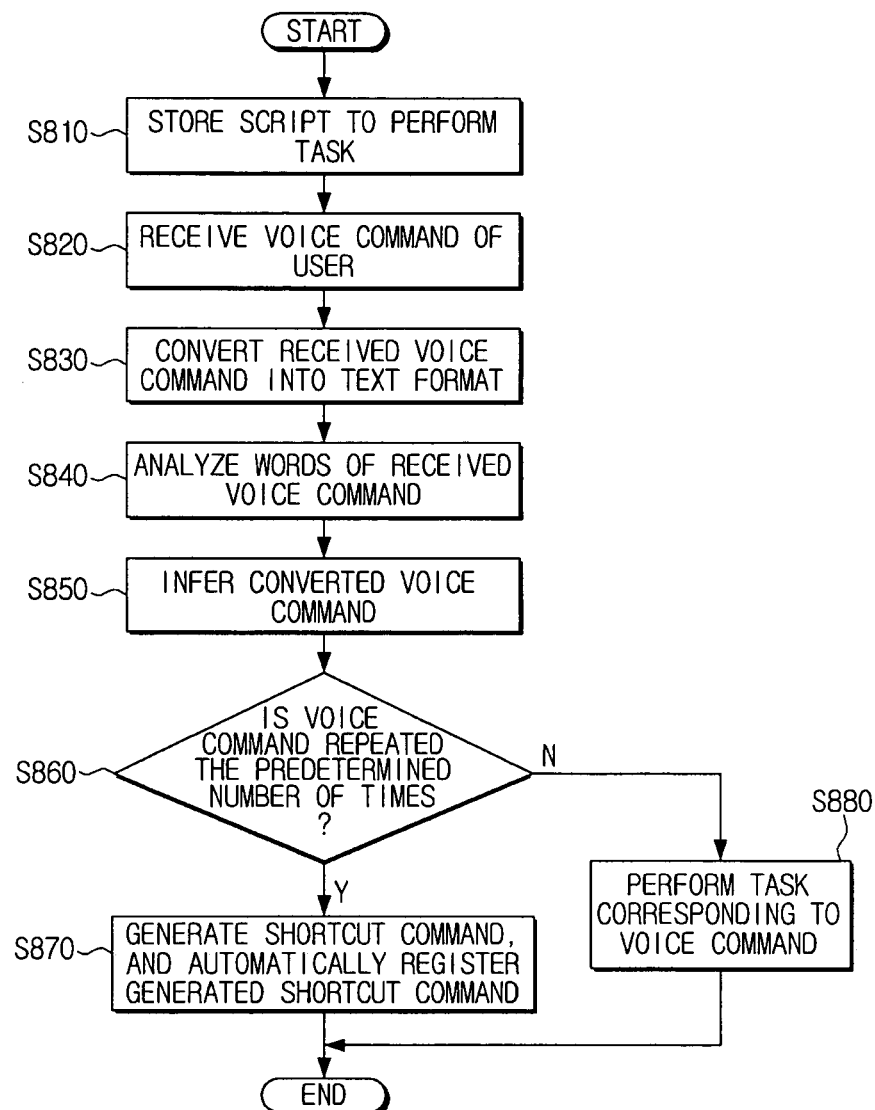 START
S810
STORE SCRIPT TO PERFORM
TASK
S820
RECEIVE VOICE COMMAND OF
USER
S830
CONVERT RECEIVED VOICE
COMMAND INTO TEXT FORMAT
S840
ANALYZE WORDS OF RECEIVED
VOICE COMMAND
S850
INFER CONVERTED VOICE
COMMAND
S860
IS VOICE
COMMAND REPEATED
THE PREDETERMINED
NUMBER OF TIMES
?
N
S880
PERFORM TASK
CORRESPONDING TO
VOICE COMMAND
Y
S870
GENERATE SHORTCUT COMMAND,
AND AUTOMATICALLY REGISTER
GENERATED SHORTCUT COMMAND
END